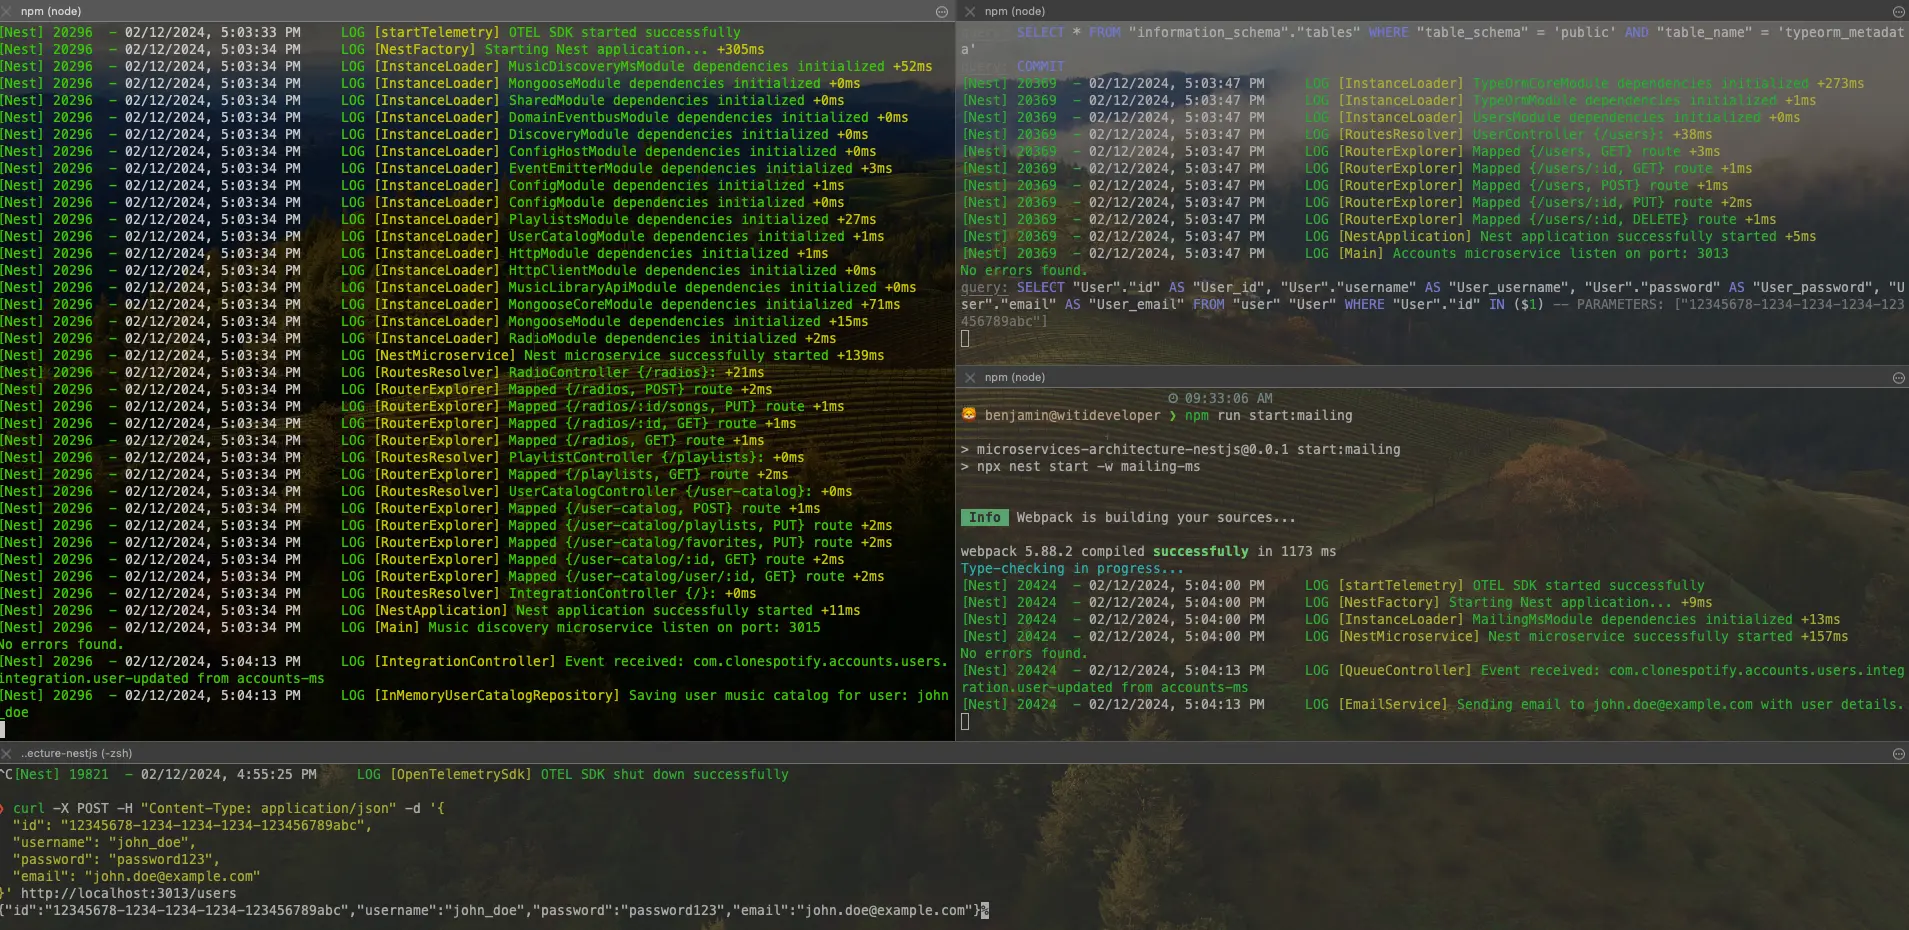 npm (node)
[Nest] 20296  - 02/12/2024, 5:03:33 PM     LOG [startTelemetry] OTEL SDK started successfully
[Nest] 20296  - 02/12/2024, 5:03:34 PM     LOG [NestFactory] Starting Nest application... +305ms
[Nest] 20296  - 02/12/2024, 5:03:34 PM     LOG [InstanceLoader] MusicDiscoveryMsModule dependencies initialized +52ms
[Nest] 20296  - 02/12/2024, 5:03:34 PM     LOG [InstanceLoader] MongooseModule dependencies initialized +0ms
[Nest] 20296  - 02/12/2024, 5:03:34 PM     LOG [InstanceLoader] SharedModule dependencies initialized +0ms
[Nest] 20296  - 02/12/2024, 5:03:34 PM     LOG [InstanceLoader] DomainEventbusModule dependencies initialized +0ms
[Nest] 20296  - 02/12/2024, 5:03:34 PM     LOG [InstanceLoader] DiscoveryModule dependencies initialized +0ms
[Nest] 20296  - 02/12/2024, 5:03:34 PM     LOG [InstanceLoader] ConfigHostModule dependencies initialized +0ms
[Nest] 20296  - 02/12/2024, 5:03:34 PM     LOG [InstanceLoader] EventEmitterModule dependencies initialized +3ms
[Nest] 20296  - 02/12/2024, 5:03:34 PM     LOG [InstanceLoader] ConfigModule dependencies initialized +1ms
[Nest] 20296  - 02/12/2024, 5:03:34 PM     LOG [InstanceLoader] ConfigModule dependencies initialized +0ms
[Nest] 20296  - 02/12/2024, 5:03:34 PM     LOG [InstanceLoader] PlaylistsModule dependencies initialized +27ms
[Nest] 20296  - 02/12/2024, 5:03:34 PM     LOG [InstanceLoader] UserCatalogModule dependencies initialized +1ms
[Nest] 20296  - 02/12/2024, 5:03:34 PM     LOG [InstanceLoader] HttpModule dependencies initialized +1ms
[Nest] 20296  - 02/12/2024, 5:03:34 PM     LOG [InstanceLoader] HttpClientModule dependencies initialized +0ms
[Nest] 20296  - 02/12/2024, 5:03:34 PM     LOG [InstanceLoader] MusicLibraryApiModule dependencies initialized +0ms
[Nest] 20296  - 02/12/2024, 5:03:34 PM     LOG [InstanceLoader] MongooseCoreModule dependencies initialized +71ms
[Nest] 20296  - 02/12/2024, 5:03:34 PM     LOG [InstanceLoader] MongooseModule dependencies initialized +15ms
[Nest] 20296  - 02/12/2024, 5:03:34 PM     LOG [InstanceLoader] RadioModule dependencies initialized +2ms
[Nest] 20296  - 02/12/2024, 5:03:34 PM     LOG [NestMicroservice] Nest microservice successfully started +139ms
[Nest] 20296  - 02/12/2024, 5:03:34 PM     LOG [RoutesResolver] RadioController {/radios}: +21ms
[Nest] 20296  - 02/12/2024, 5:03:34 PM     LOG [RouterExplorer] Mapped {/radios, POST} route +2ms
[Nest] 20296  - 02/12/2024, 5:03:34 PM     LOG [RouterExplorer] Mapped {/radios/:id/songs, PUT} route +1ms
[Nest] 20296  - 02/12/2024, 5:03:34 PM     LOG [RouterExplorer] Mapped {/radios/:id, GET} route +1ms
[Nest] 20296  - 02/12/2024, 5:03:34 PM     LOG [RouterExplorer] Mapped {/radios, GET} route +1ms
[Nest] 20296  - 02/12/2024, 5:03:34 PM     LOG [RoutesResolver] PlaylistController {/playlists}: +0ms
[Nest] 20296  - 02/12/2024, 5:03:34 PM     LOG [RouterExplorer] Mapped {/playlists, GET} route +2ms
[Nest] 20296  - 02/12/2024, 5:03:34 PM     LOG [RoutesResolver] UserCatalogController {/user-catalog}: +0ms
[Nest] 20296  - 02/12/2024, 5:03:34 PM     LOG [RouterExplorer] Mapped {/user-catalog, POST} route +1ms
[Nest] 20296  - 02/12/2024, 5:03:34 PM     LOG [RouterExplorer] Mapped {/user-catalog/playlists, PUT} route +2ms
[Nest] 20296  - 02/12/2024, 5:03:34 PM     LOG [RouterExplorer] Mapped {/user-catalog/favorites, PUT} route +2ms
[Nest] 20296  - 02/12/2024, 5:03:34 PM     LOG [RouterExplorer] Mapped {/user-catalog/:id, GET} route +2ms
[Nest] 20296  - 02/12/2024, 5:03:34 PM     LOG [RouterExplorer] Mapped {/user-catalog/user/:id, GET} route +2ms
[Nest] 20296  - 02/12/2024, 5:03:34 PM     LOG [RoutesResolver] IntegrationController {/}: +0ms
[Nest] 20296  - 02/12/2024, 5:03:34 PM     LOG [NestApplication] Nest application successfully started +11ms
[Nest] 20296  - 02/12/2024, 5:03:34 PM     LOG [Main] Music discovery microservice listen on port: 3015
No errors found.
[Nest] 20296  - 02/12/2024, 5:04:13 PM     LOG [IntegrationController] Event received: com.clonespotify.accounts.users.
integration.user-updated from accounts-ms
[Nest] 20296  - 02/12/2024, 5:04:13 PM     LOG [InMemoryUserCatalogRepository] Saving user music catalog for user: john
_doe
npm (node)
query: SELECT * FROM "information_schema"."tables" WHERE "table_schema" = 'public' AND "table_name" = 'typeorm_metadat
a'
query: COMMIT
[Nest] 20369  - 02/12/2024, 5:03:47 PM     LOG [InstanceLoader] TypeOrmCoreModule dependencies initialized +273ms
[Nest] 20369  - 02/12/2024, 5:03:47 PM     LOG [InstanceLoader] TypeOrmModule dependencies initialized +1ms
[Nest] 20369  - 02/12/2024, 5:03:47 PM     LOG [InstanceLoader] UsersModule dependencies initialized +0ms
[Nest] 20369  - 02/12/2024, 5:03:47 PM     LOG [RoutesResolver] UserController {/users}: +38ms
[Nest] 20369  - 02/12/2024, 5:03:47 PM     LOG [RouterExplorer] Mapped {/users, GET} route +3ms
[Nest] 20369  - 02/12/2024, 5:03:47 PM     LOG [RouterExplorer] Mapped {/users/:id, GET} route +1ms
[Nest] 20369  - 02/12/2024, 5:03:47 PM     LOG [RouterExplorer] Mapped {/users, POST} route +1ms
[Nest] 20369  - 02/12/2024, 5:03:47 PM     LOG [RouterExplorer] Mapped {/users/:id, PUT} route +2ms
[Nest] 20369  - 02/12/2024, 5:03:47 PM     LOG [RouterExplorer] Mapped {/users/:id, DELETE} route +1ms
[Nest] 20369  - 02/12/2024, 5:03:47 PM     LOG [NestApplication] Nest application successfully started +5ms
[Nest] 20369  - 02/12/2024, 5:03:47 PM     LOG [Main] Accounts microservice listen on port: 3013
No errors found.
query: SELECT "User"."id" AS "User_id", "User"."username" AS "User_username", "User"."password" AS "User_password", "U
ser"."email" AS "User_email" FROM "user" "User" WHERE "User"."id" IN ($1) -- PARAMETERS: ["12345678-1234-1234-1234-123
456789abc"]
npm (node)
09:33:06 AM
benjamin@witideveloper ❯ npm run start:mailing
> microservices-architecture-nestjs@0.0.1 start:mailing
> npx nest start -w mailing-ms
Info Webpack is building your sources...
webpack 5.88.2 compiled successfully in 1173 ms
Type-checking in progress...
[Nest] 20424  - 02/12/2024, 5:04:00 PM     LOG [startTelemetry] OTEL SDK started successfully
[Nest] 20424  - 02/12/2024, 5:04:00 PM     LOG [NestFactory] Starting Nest application... +9ms
[Nest] 20424  - 02/12/2024, 5:04:00 PM     LOG [InstanceLoader] MailingMsModule dependencies initialized +13ms
[Nest] 20424  - 02/12/2024, 5:04:00 PM     LOG [NestMicroservice] Nest microservice successfully started +157ms
No errors found.
[Nest] 20424  - 02/12/2024, 5:04:13 PM     LOG [QueueController] Event received: com.clonespotify.accounts.users.integ
ration.user-updated from accounts-ms
[Nest] 20424  - 02/12/2024, 5:04:13 PM     LOG [EmailService] Sending email to john.doe@example.com with user details.
..ecture-nestjs (-zsh)
^C[Nest] 19821  - 02/12/2024, 4:55:25 PM     LOG [OpenTelemetrySdk] OTEL SDK shut down successfully
❯ curl -X POST -H "Content-Type: application/json" -d '{
"id": "12345678-1234-1234-1234-123456789abc",
"username": "john_doe",
"password": "password123",
"email": "john.doe@example.com"
}' http://localhost:3013/users
{"id":"12345678-1234-1234-1234-123456789abc","username":"john_doe","password":"password123","email":"john.doe@example.com"}%